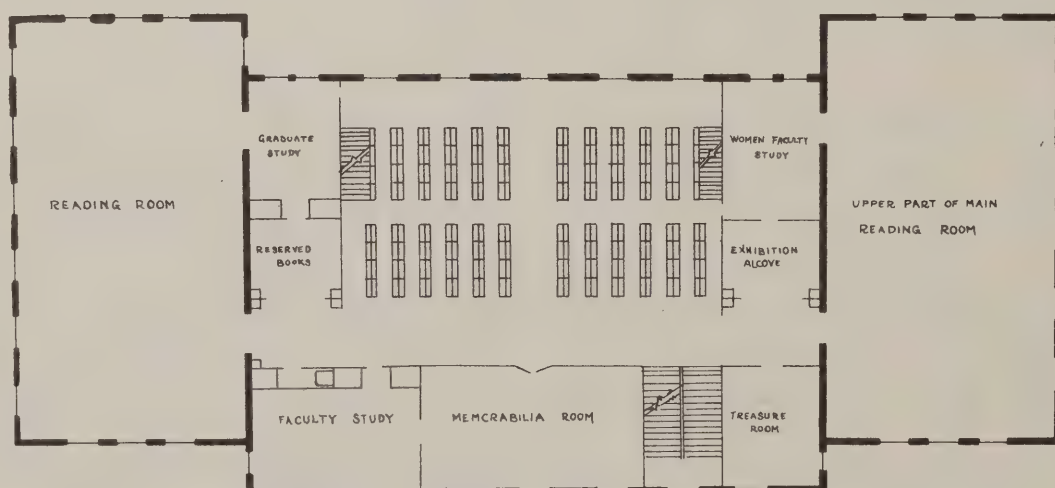 GRADUATE
STUDY
WOMEN FACULTY
STUDY
READING ROOM
UPPER PART OF MAIN
READING ROOM
RESERVED
BOOKS
EXHIBITION
ALCOVE
FACULTY STUDY
MEMORABILIA ROOM
TREASURE
ROOM